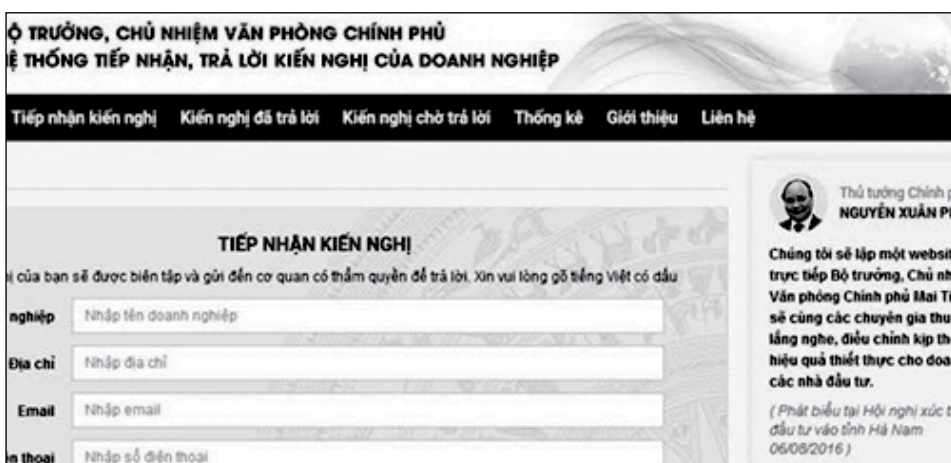 Ộ TRƯỞNG, CHỦ NHIỆM VĂN PHÒNG CHÍNH PHỦ
Ệ THỐNG TIẾP NHẬN, TRẢ LỜI KIẾN NGHỊ CỦA DOANH NGHIỆP
Tiếp nhận kiến nghị Kiến nghị đã trả lời Kiến nghị chờ trả lời Thống kê Giới thiệu Liên hệ
TIẾP NHẬN KIẾN NGHỊ
ị của bạn sẽ được biên tập và gửi đến cơ quan có thẩm quyền để trả lời. Xin vui lòng gõ tiếng Việt có dấu
nghiệp Nhập tên doanh nghiệp
Địa chỉ Nhập địa chỉ
Email Nhập email
ện thoại Nhập số điện thoại
Thủ tướng Chính p
NGUYỄN XUÂN P
Chúng tôi sẽ lập một websit
trực tiếp Bộ trưởng, Chủ nh
Văn phòng Chính phủ Mai Ti
sẽ cùng các chuyên gia thu
lắng nghe, điều chỉnh kịp th
hiệu quả thiết thực cho doa
các nhà đầu tư.
( Phát biểu tại Hội nghị xúc t
đầu tư vào tỉnh Hà Nam
06/08/2016 )